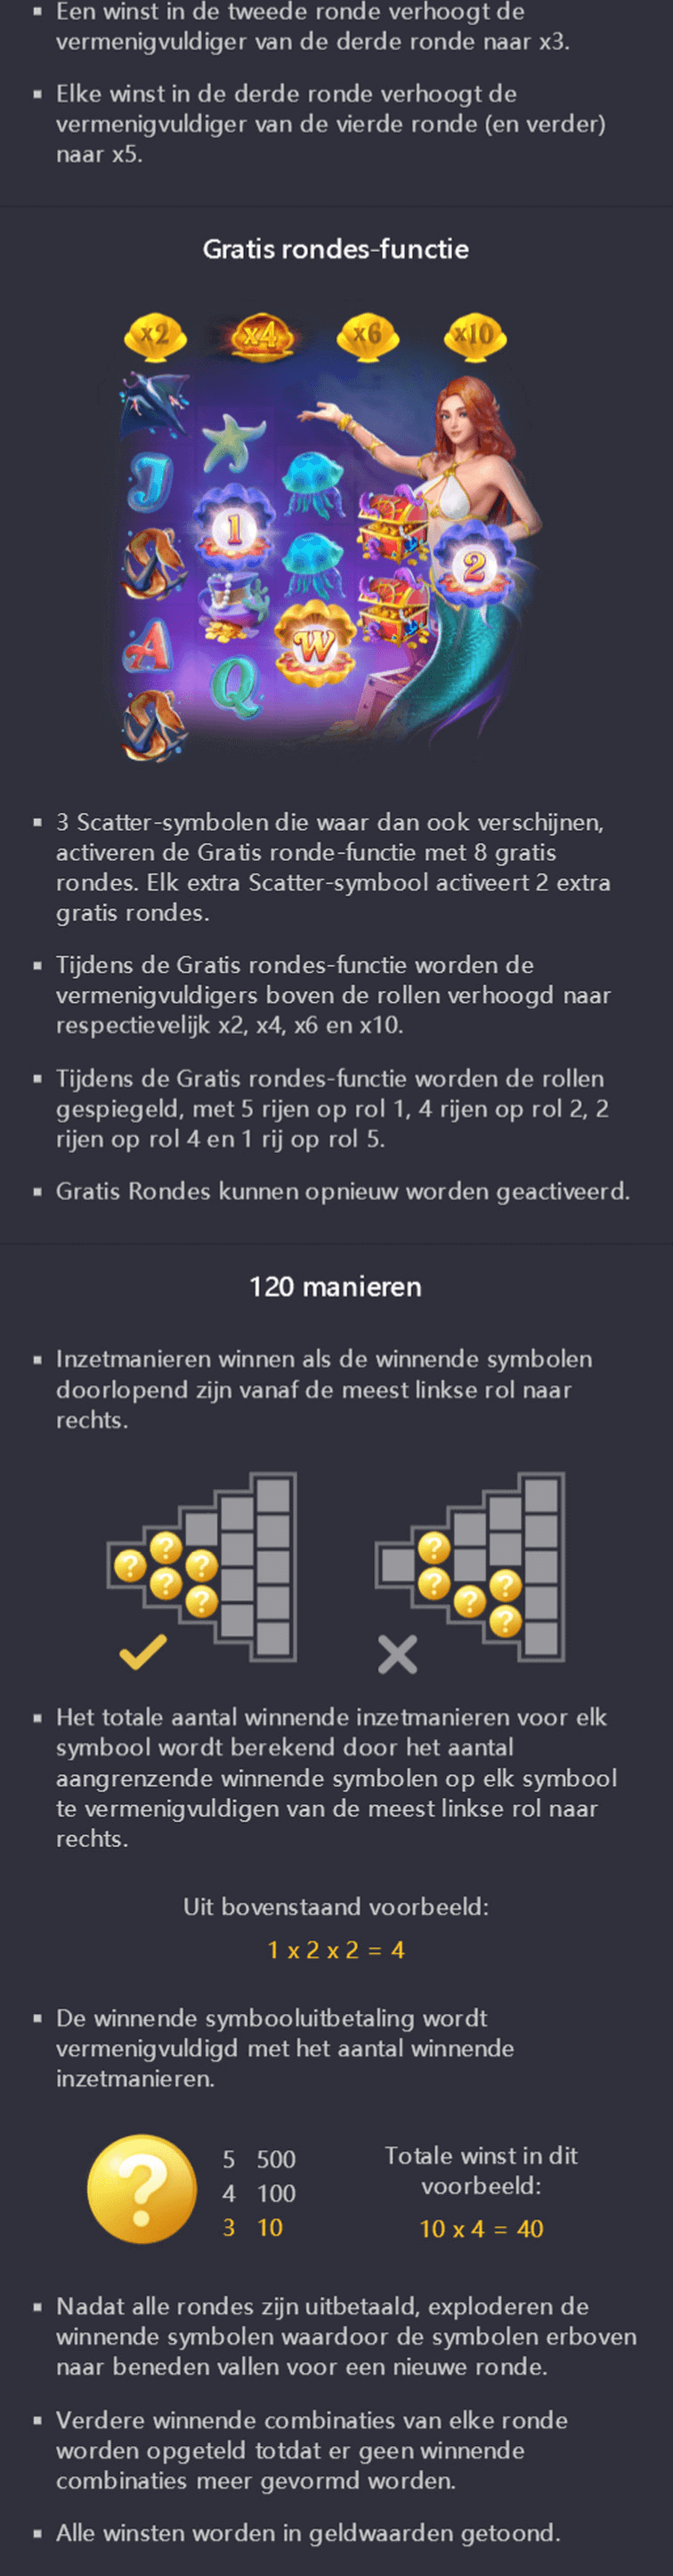 ▪ Een winst in de tweede ronde verhoogt de
vermenigvuldiger van de derde ronde naar x3.
▪ Elke winst in de derde ronde verhoogt de
vermenigvuldiger van de vierde ronde (en verder)
naar x5.
Gratis rondes-functie
x2 x4 x6 x10
J
1
2
A
W
Q
▪ 3 Scatter-symbolen die waar dan ook verschijnen,
activeren de Gratis ronde-functie met 8 gratis
rondes. Elk extra Scatter-symbool activeert 2 extra
gratis rondes.
▪ Tijdens de Gratis rondes-functie worden de
vermenigvuldigers boven de rollen verhoogd naar
respectievelijk x2, x4, x6 en x10.
▪ Tijdens de Gratis rondes-functie worden de rollen
gespiegeld, met 5 rijen op rol 1, 4 rijen op rol 2, 2
rijen op rol 4 en 1 rij op rol 5.
▪ Gratis Rondes kunnen opnieuw worden geactiveerd.
120 manieren
▪ Inzetmanieren winnen als de winnende symbolen
doorlopend zijn vanaf de meest linkse rol naar
rechts.
? ? ? ? ?
? ? ? ? ?
▪ Het totale aantal winnende inzetmanieren voor elk
symbool wordt berekend door het aantal
aangrenzende winnende symbolen op elk symbool
te vermenigvuldigen van de meest linkse rol naar
rechts.
Uit bovenstaand voorbeeld:
1 x 2 x 2 = 4
▪ De winnende symbooluitbetaling wordt
vermenigvuldigd met het aantal winnende
inzetmanieren.
?
5 500
4 100
3 10
Totale winst in dit
voorbeeld:
10 x 4 = 40
▪ Nadat alle rondes zijn uitbetaald, exploderen de
winnende symbolen waardoor de symbolen erboven
naar beneden vallen voor een nieuwe ronde.
▪ Verdere winnende combinaties van elke ronde
worden opgeteld totdat er geen winnende
combinaties meer gevormd worden.
▪ Alle winsten worden in geldwaarden getoond.